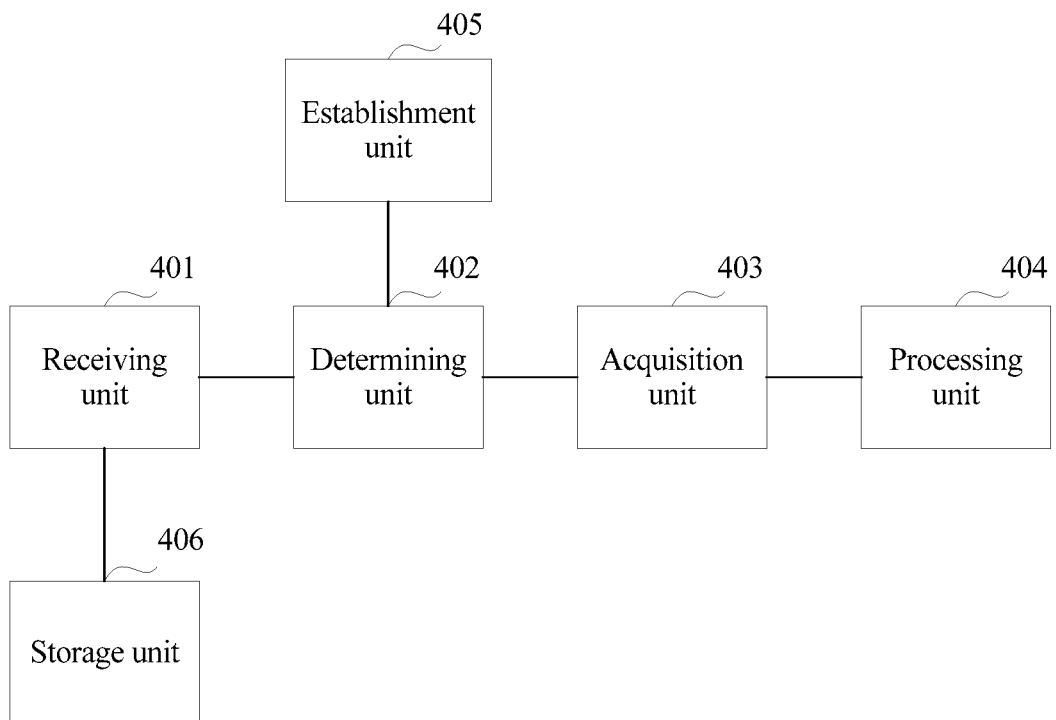 405
Establishment
unit
401
402
403
404
Receiving
unit
Determining
unit
Acquisition
unit
Processing
unit
406
Storage unit